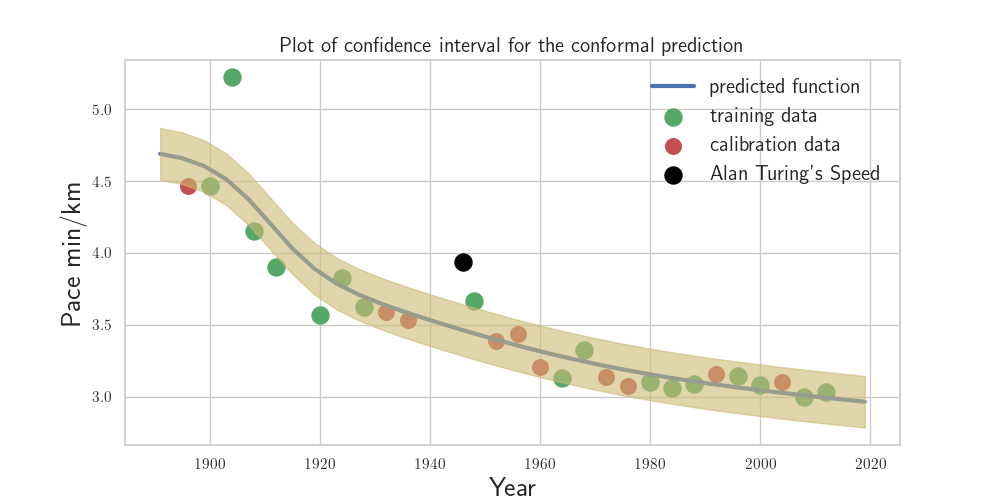 Plot of confidence interval for the conformal prediction
predicted function
training data
calibration data
Alan Turing's Speed
Pace min/km
5.0
4.5
4.0
3.5
3.0
1900 1920 1940 1960 1980 2000 2020
Year